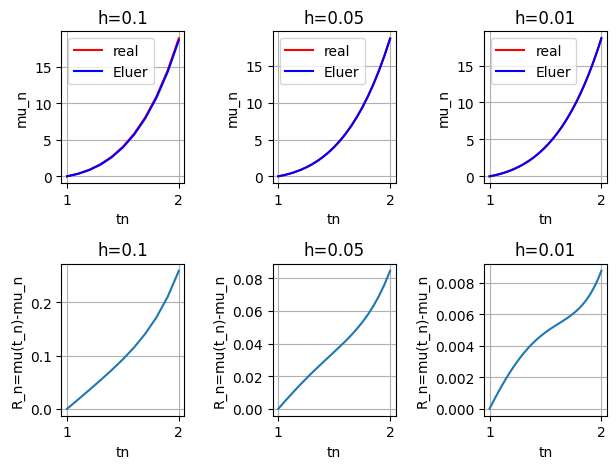 h=0.1
mu_n
15
10
5
0
real
Eluer
1
2
tn
h=0.05
mu_n
15
10
5
0
real
Eluer
1
2
tn
h=0.01
mu_n
15
10
5
0
real
Eluer
1
2
tn
h=0.1
R_n=mu(t_n)-mu_n
0.2
0.1
0.0
1
2
tn
h=0.05
R_n=mu(t_n)-mu_n
0.08
0.06
0.04
0.02
0.00
1
2
tn
h=0.01
R_n=mu(t_n)-mu_n
0.008
0.006
0.004
0.002
0.000
1
2
tn